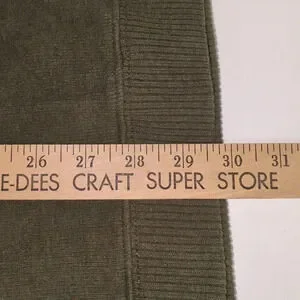 26 27 28 29 30 31
E-DEES CRAFT SUPER STORE